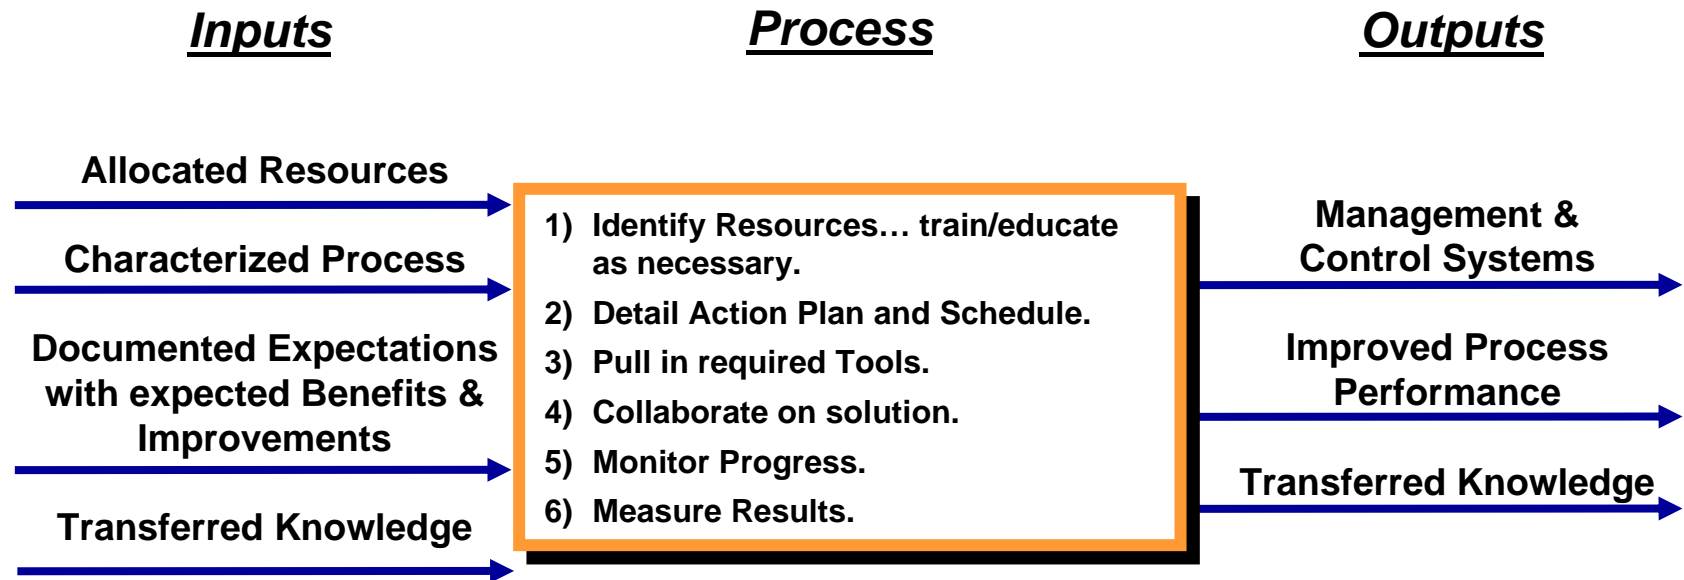 Inputs
Process
Outputs
Allocated Resources
Characterized Process
Documented Expectations
with expected Benefits &
Improvements
Transferred Knowledge
1) Identify Resources… train/educate
as necessary.
2) Detail Action Plan and Schedule.
3) Pull in required Tools.
4) Collaborate on solution.
5) Monitor Progress.
6) Measure Results.
Management &
Control Systems
Improved Process
Performance
Transferred Knowledge